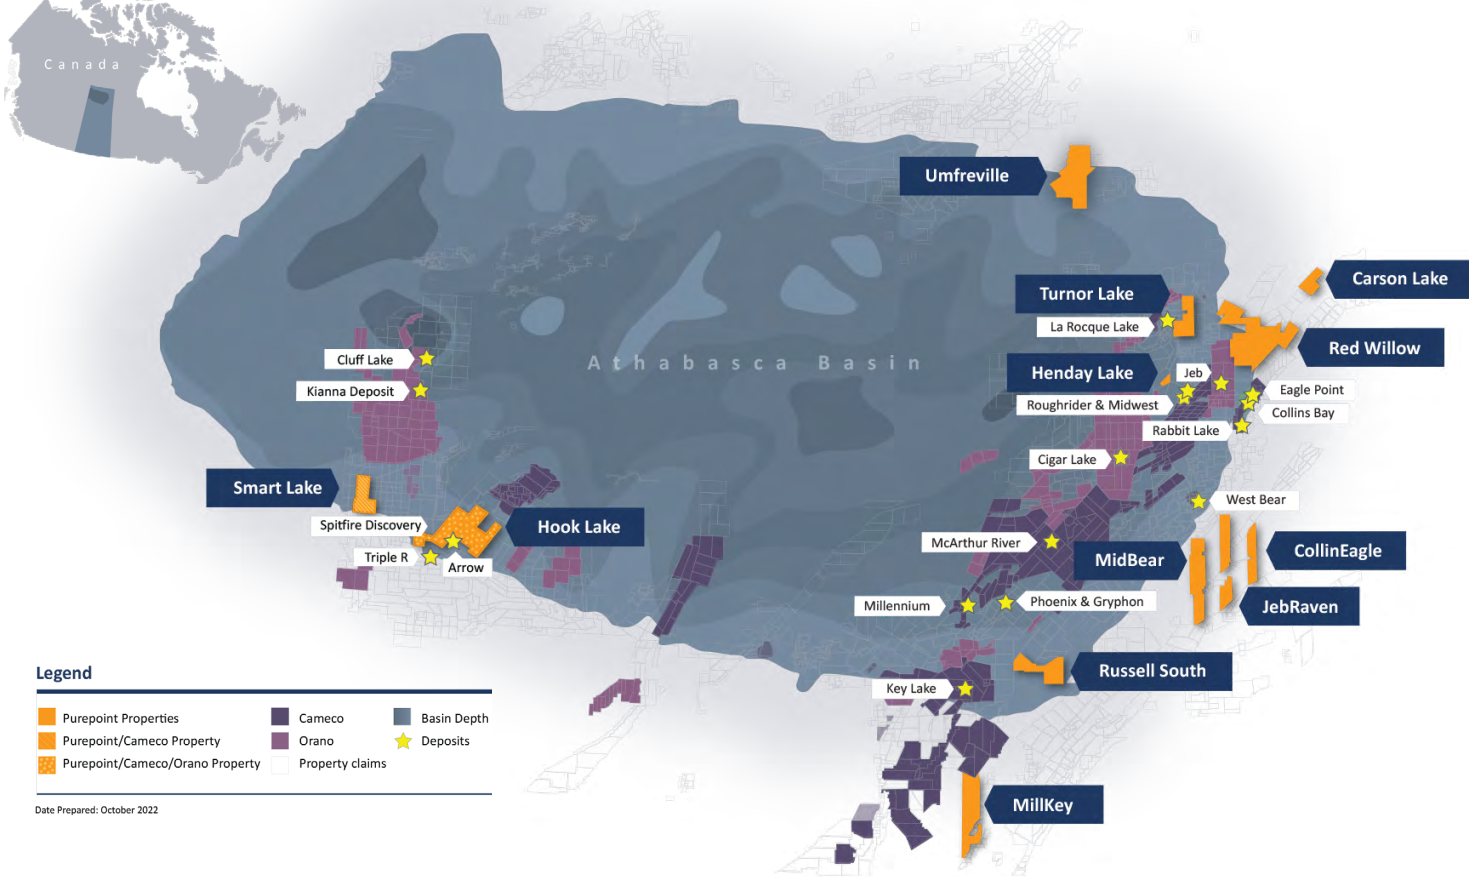 Canada
Umfreville
Carson Lake
Turnor Lake
La Rocque Lake
Red Willow
Athabasca Basin
Cluff Lake
Henday Lake
Jeb
Kianna Deposit
Eagle Point
Roughrider & Midwest
Collins Bay
Rabbit Lake
Cigar Lake
Smart Lake
West Bear
Spitfire Discovery
Hook Lake
McArthur River
CollinEagle
Triple R
Arrow
MidBear
Millennium
Phoenix & Gryphon
JebRaven
Russell South
Key Lake
MillKey
Legend
Purepoint Properties
Purepoint/Cameco Property
Purepoint/Cameco/Orano Property
Cameco
Orano
Property claims
Basin Depth
Deposits
Date Prepared: October 2022